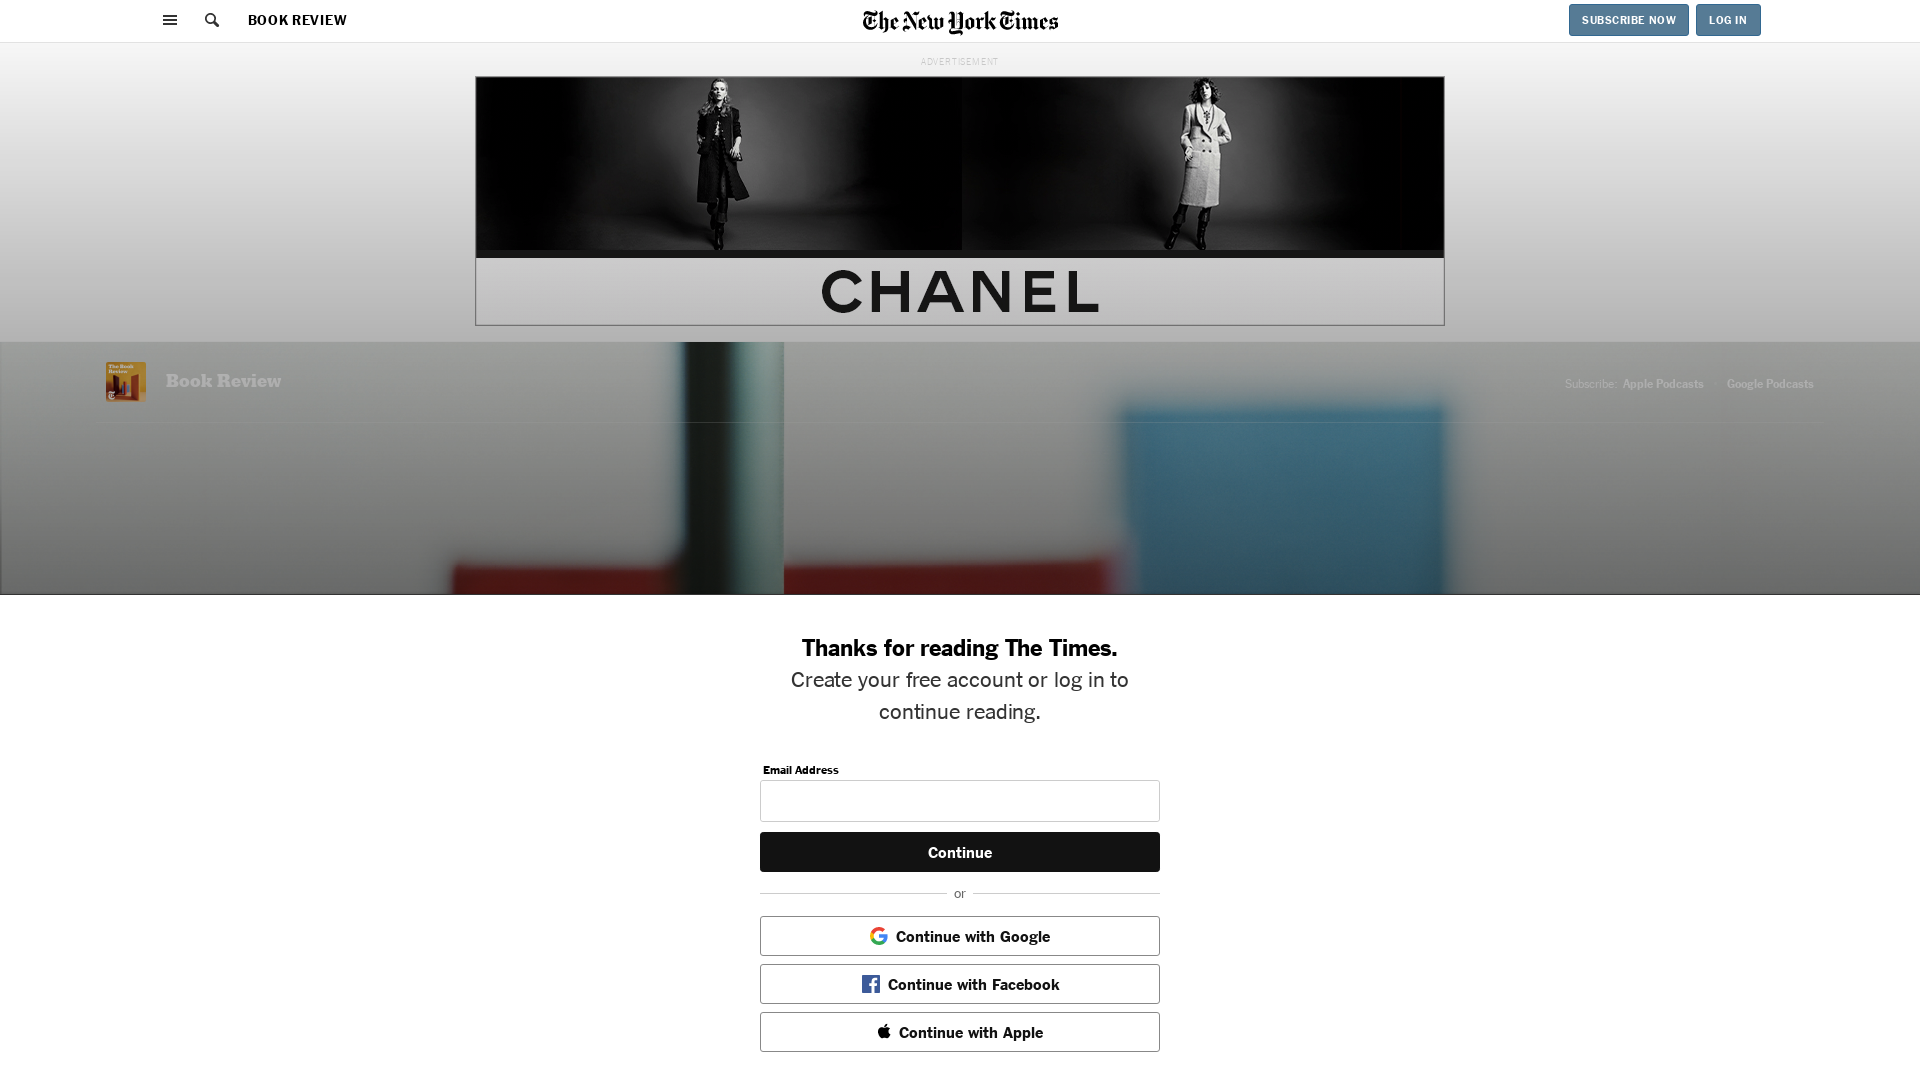 BOOK REVIEW
The New York Times
SUBSCRIBE NOW
LOG IN
ADVERTISEMENT
CHANEL
The Book
Review
Book Review
Subscribe:
Apple Podcasts
Google Podcasts
Thanks for reading The Times.
Create your free account or log in to
continue reading.
Email Address
Continue
or
Continue with Google
Continue with Facebook
Continue with Apple